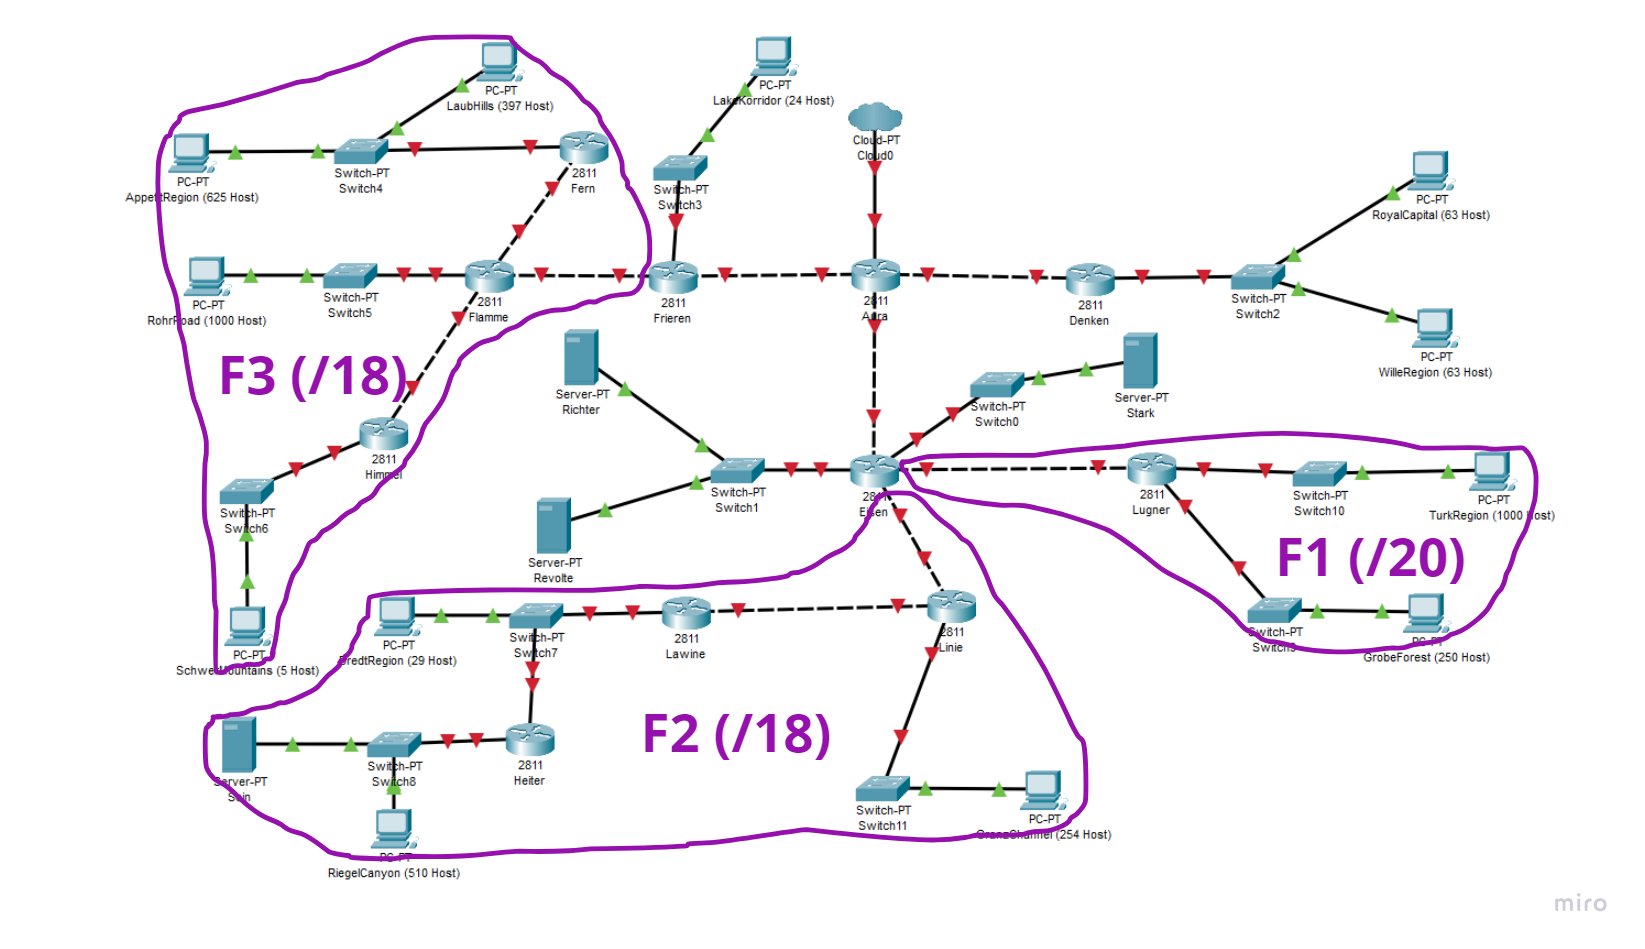 PC-PT
LaubHills (397 Host)
PC-PT
LakeKorridor (24 Host)
Cloud-PT
Cloud0
PC-PT
AppetitRegion (625 Host)
Switch-PT
Switch4
2811
Fern
Switch-PT
Switch3
PC-PT
RoyalCapital (63 Host)
PC-PT
RohrRoad (1000 Host)
Switch-PT
Switch5
2811
Flamme
2811
Frieren
2811
Aura
2811
Denken
Switch-PT
Switch2
PC-PT
WilleRegion (63 Host)
F3 (/18)
Server-PT
Richter
Switch-PT
Switch0
Server-PT
Stark
2811
Himmel
Switch-PT
Switch6
Switch-PT
Switch1
2811
Eisen
2811
Lugner
Switch-PT
Switch10
PC-PT
TurkRegion (1000 Host)
Server-PT
Revolte
F1 (/20)
PC-PT
SchwerMountains (5 Host)
PC-PT
BredtRegion (29 Host)
Switch-PT
Switch7
2811
Lawine
2811
Linie
Switch-PT
Switch9
PC-PT
GrobeForest (250 Host)
F2 (/18)
Server-PT
Sein
Switch-PT
Switch8
2811
Heiter
Switch-PT
Switch11
PC-PT
GranzChannel (254 Host)
PC-PT
RiegelCanyon (510 Host)
miro